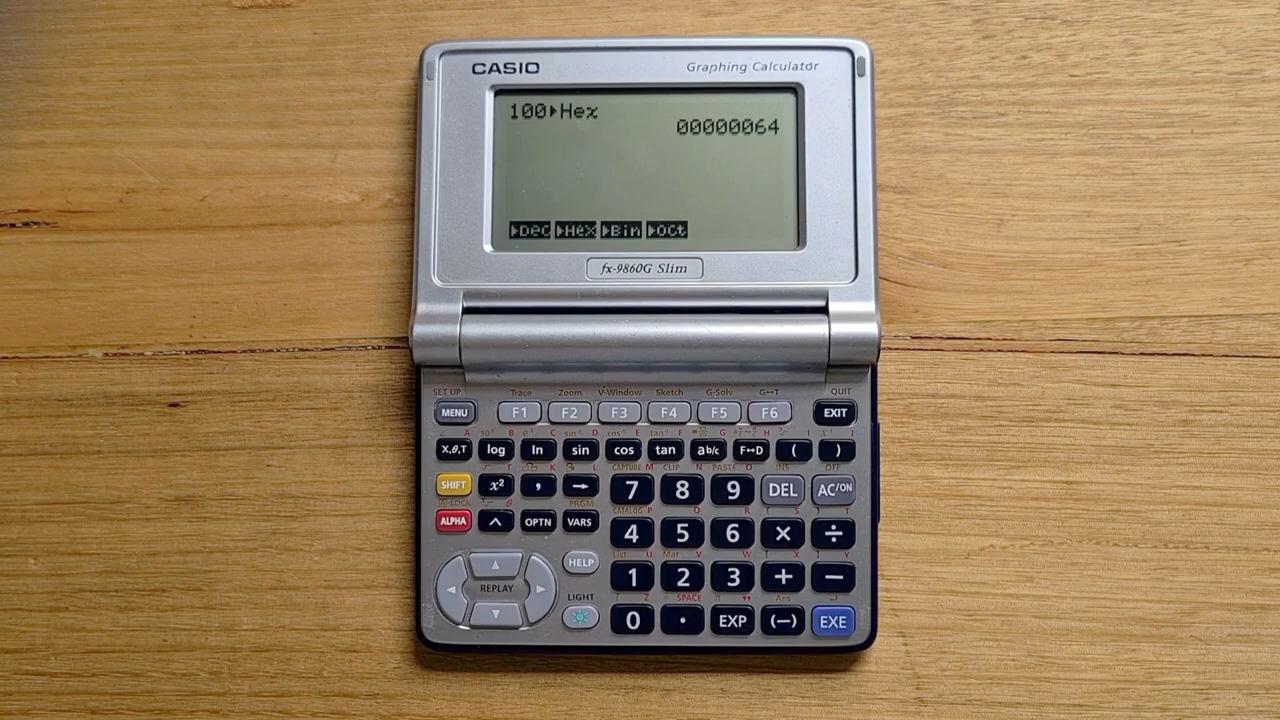 CASIO Graphing Calculator
100▸Hex
00000064
▸Dec ▸Hex ▸Bin ▸Oct
fx-9860G Slim
SET UP Trace Zoom V-Window Sketch G-Solv G↔T QUIT
MENU F1 F2 F3 F4 F5 F6 EXIT
A B C D E F G H I J
X,θ,T log ln sin cos tan ab/c F↔D ( )
K L CAPTURE M CLIP N PASTE O INS OFF
SHIFT x² , → 7 8 9 DEL AC/ON
θ PRGM CATALOG P Q R S T
ALPHA ^ OPTN VARS 4 5 6 × ÷
List U Mat V W X Y
▲ ◄ REPLAY ► ▼ HELP 1 2 3 + −
LIGHT Z SPACE π " Ans
0 . EXP (−) EXE